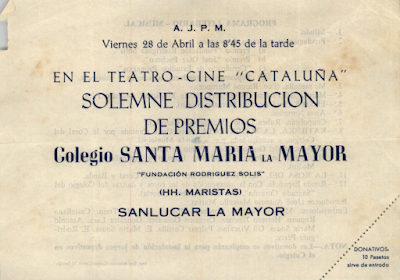 A. J. P. M.
Viernes 28 de Abril a las 8'45 de la tarde
EN EL TEATRO - CINE "CATALUÑA"
SOLEMNE DISTRIBUCION
DE PREMIOS
Colegio SANTA MARIA LA MAYOR
"FUNDACIÓN RODRIGUEZ SOLIS"
(HH. MARISTAS)
SANLUCAR LA MAYOR
DONATIVOS:
10 Pesetas
sirve de entrada